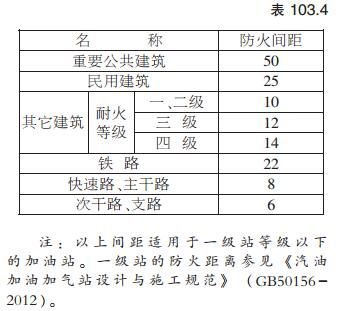 表 103.4
名 称 防火间距
重要公共建筑 50
民用建筑 25
其它建筑 耐火等级 一、二级 10
三 级 12
四 级 14
铁 路 22
快速路、主干路 8
次干路、支路 6
注：以上间距适用于一级站等级以下
的加油站。一级站的防火距离参见《汽油
加油加气站设计与施工规范》（GB50156-
2012）。